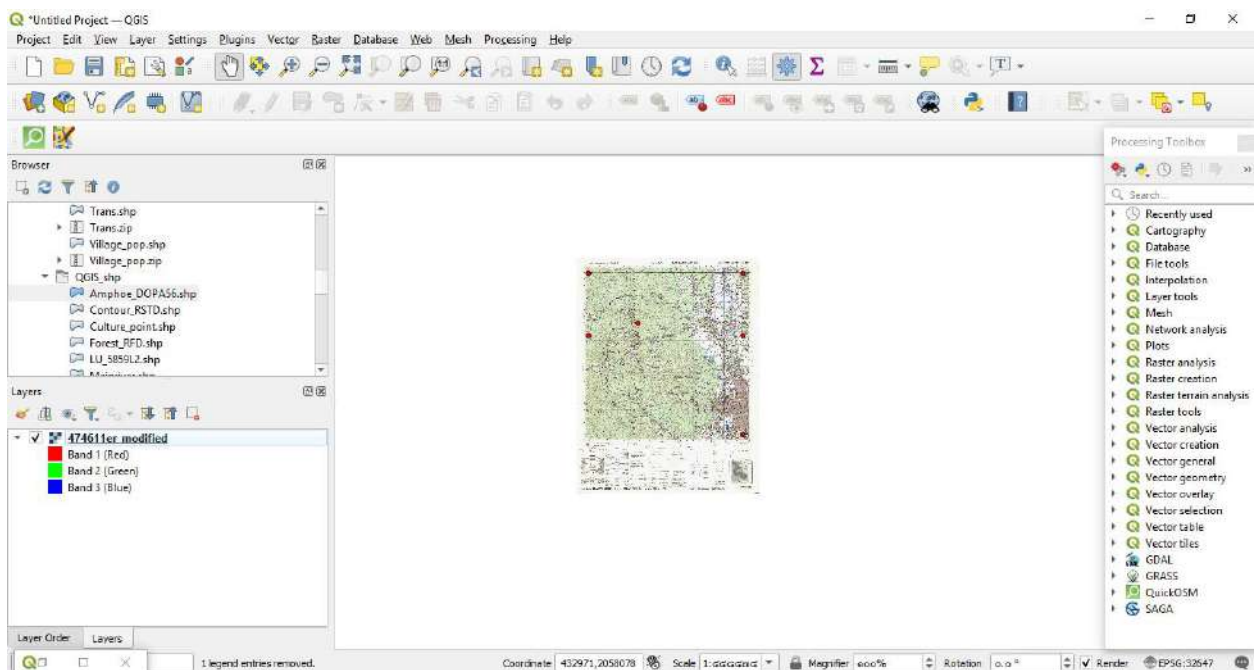 *Untitled Project — QGIS
Project Edit View Layer Settings Plugins Vector Raster Database Web Mesh Processing Help
Processing Toolbox
Browser
Search...
Trans.shp
Trans.zip
Village_pop.shp
Village_pop.zip
QGIS_shp
Amphoe_DOPA56.shp
Contour_RSTD.shp
Culture_point.shp
Forest_RFD.shp
LU_5859L2.shp
Layers
474611er_modified
Band 1 (Red)
Band 2 (Green)
Band 3 (Blue)
Recently used
Cartography
Database
File tools
Interpolation
Layer tools
Mesh
Network analysis
Plots
Raster analysis
Raster creation
Raster terrain analysis
Raster tools
Vector analysis
Vector creation
Vector general
Vector geometry
Vector overlay
Vector selection
Vector table
Vector tiles
GDAL
GRASS
QuickOSM
SAGA
Layer Order Layers
1 legend entries removed. Coordinate 432971,2058078 Scale Magnifier Rotation Render EPSG:32647